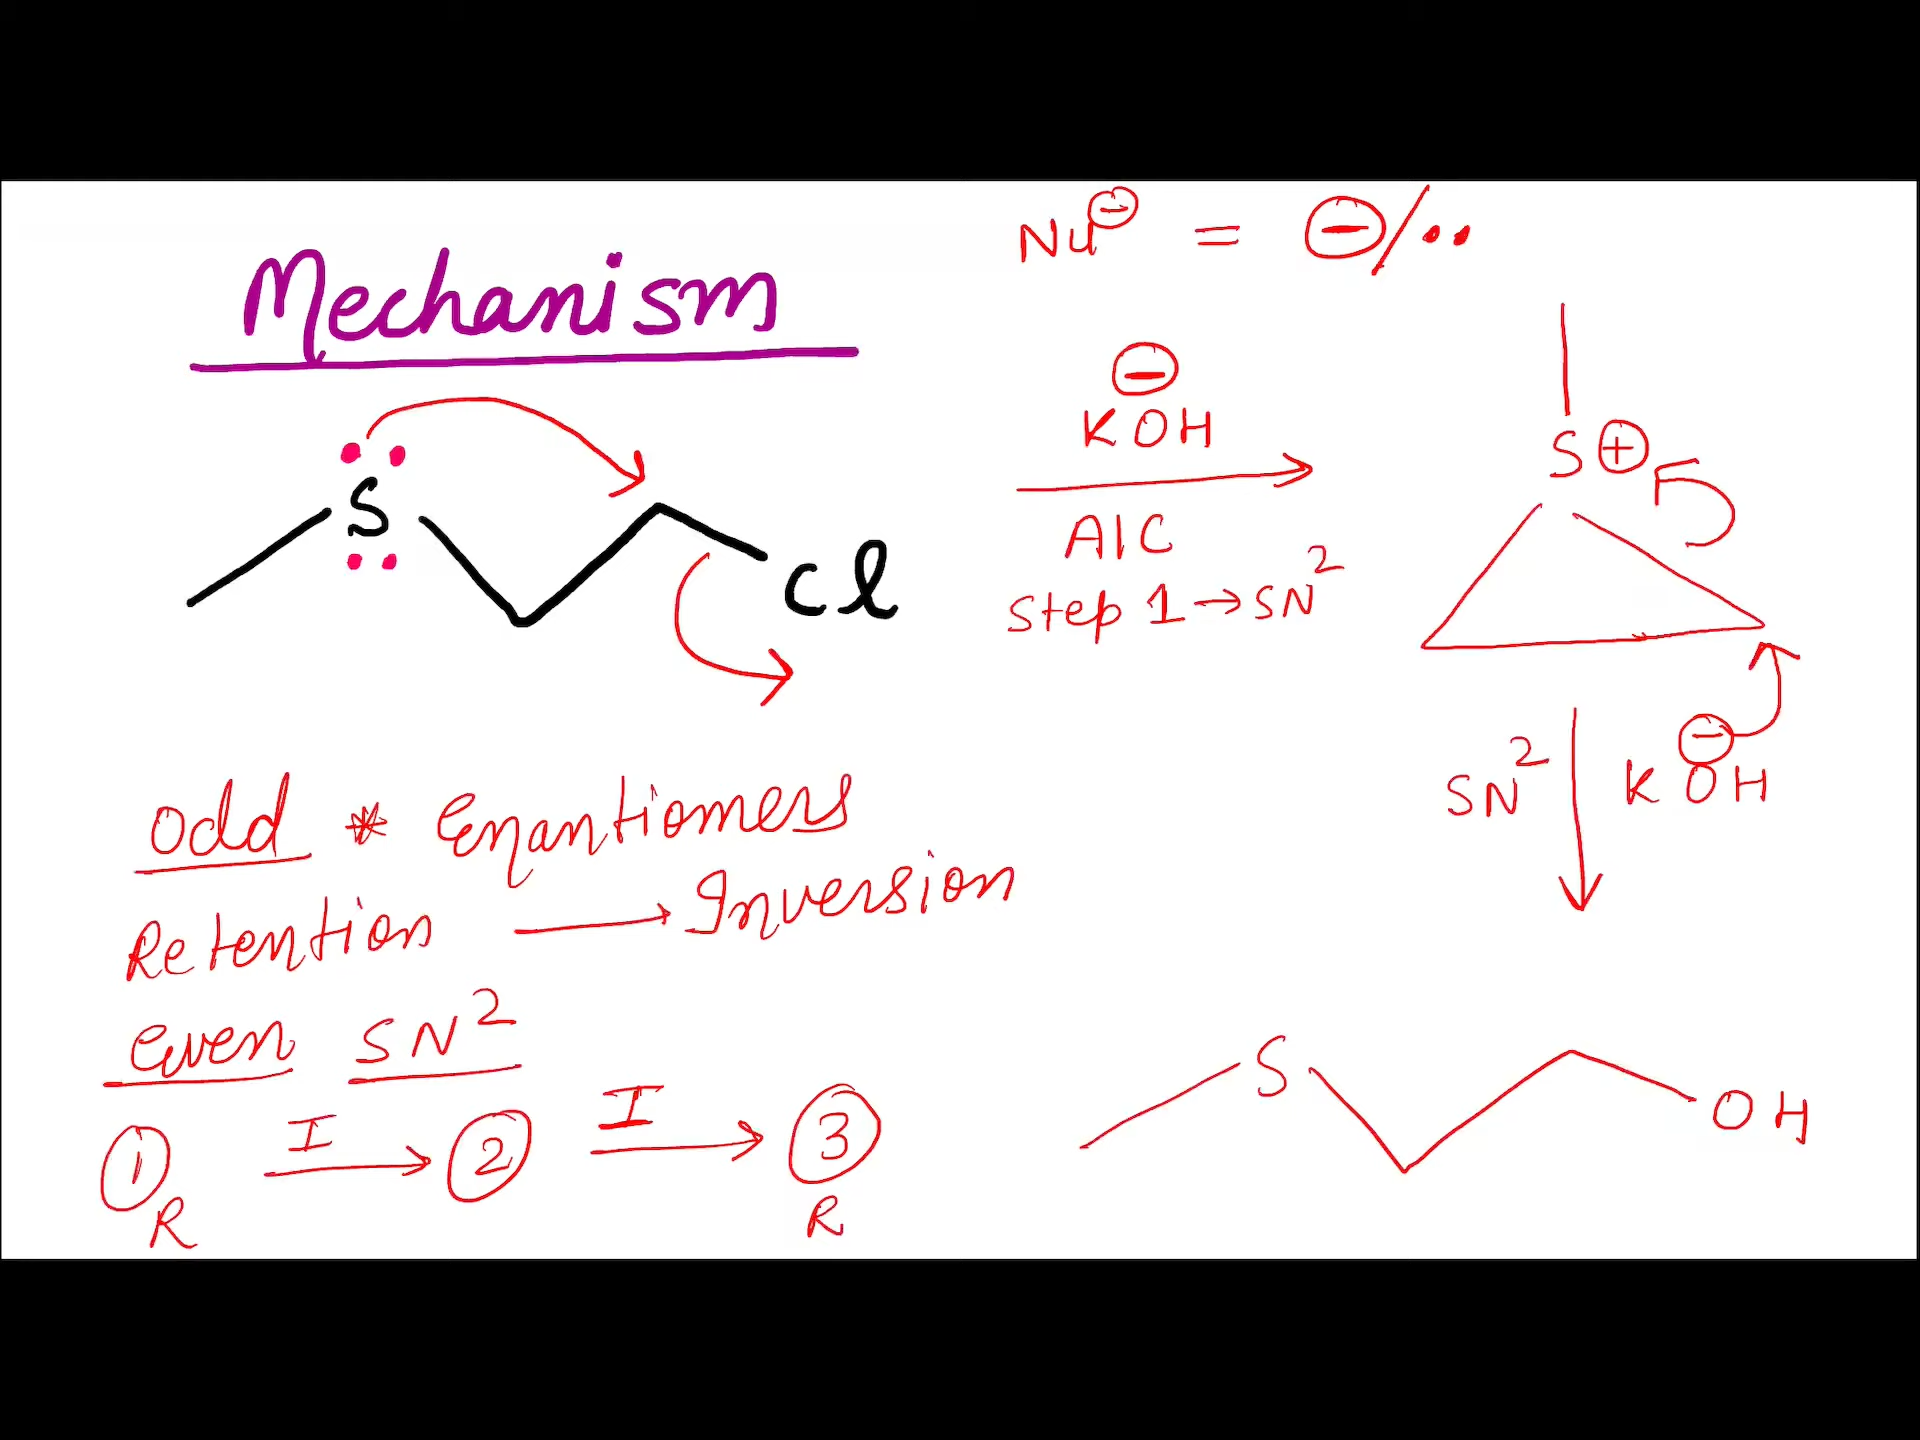 Mechanism
Nu⊖ = ⊖/••
S
Cl
⊖
KOH
Alc
Step 1 → SN²
S⊕
SN²
K OH
⊖
Odd * Enantiomers
Retention → Inversion
Even SN²
① I → ② I → ③
R R
S
OH